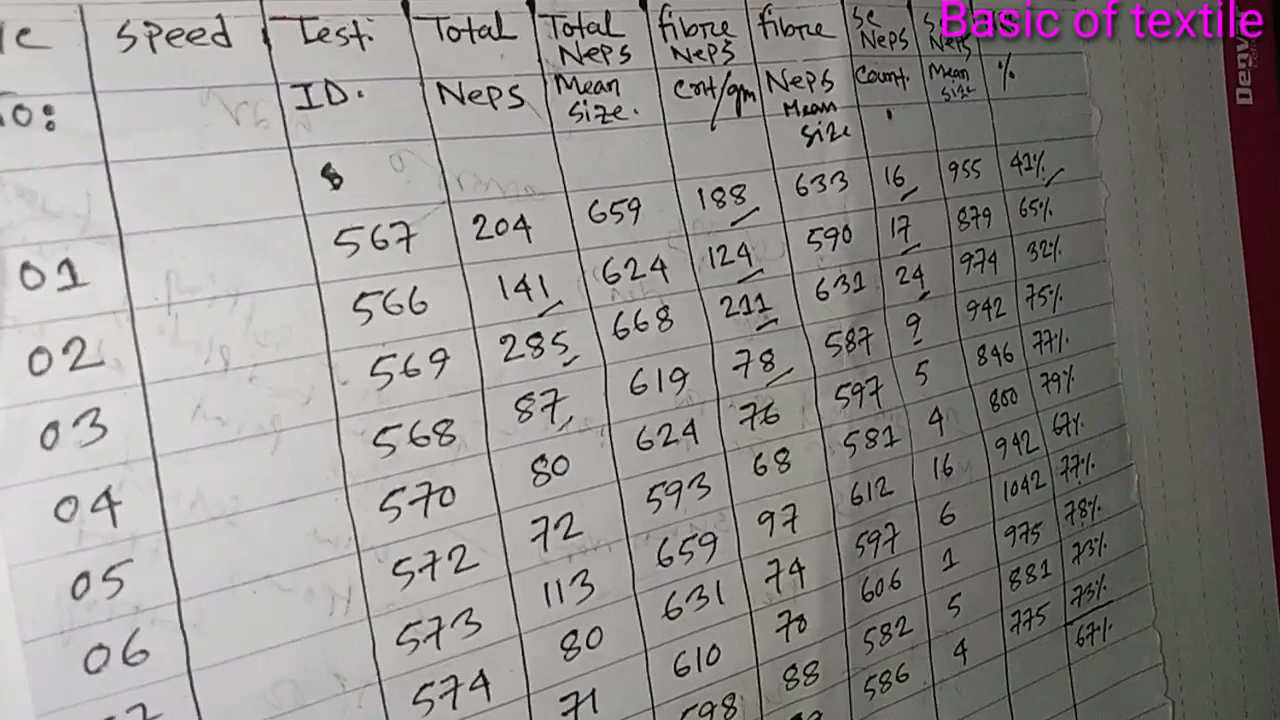 Basic of textile
Denv
Speed Test. Total Total fibre fibre Sc
Neps Neps Neps Neps
ID. Neps Mean Cnt/gm Neps Count. Mean %
size. Mean size
size
01 567 204 659 188 633 16 955 41%
02 566 141 624 124 590 17 879 65%
03 569 285 668 211 631 24 974 32%
04 568 87 619 78 587 9 942 75%
05 570 80 624 76 597 5 846 77%
06 572 72 593 68 581 4 800 79%
573 113 659 97 612 16 942 67%
574 80 631 74 597 6 1042 77%
71 610 70 606 1 975 78%
598 88 582 5 881 73%
586 4 775 73%
67%